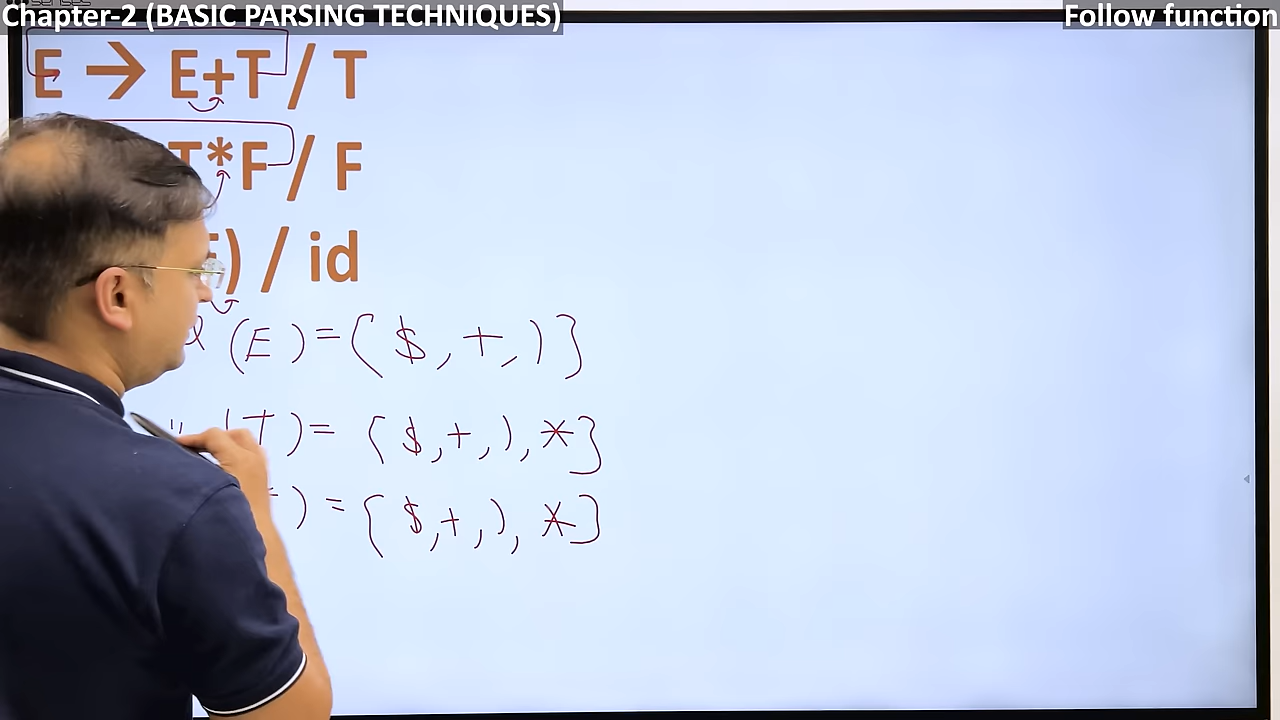 Chapter-2 (BASIC PARSING TECHNIQUES)
Follow function
E → E+T / T
T*F / F
) / id
(E) = { $, +, ) }
" (T) = { $, +, ), * }
) = { $, +, ), * }